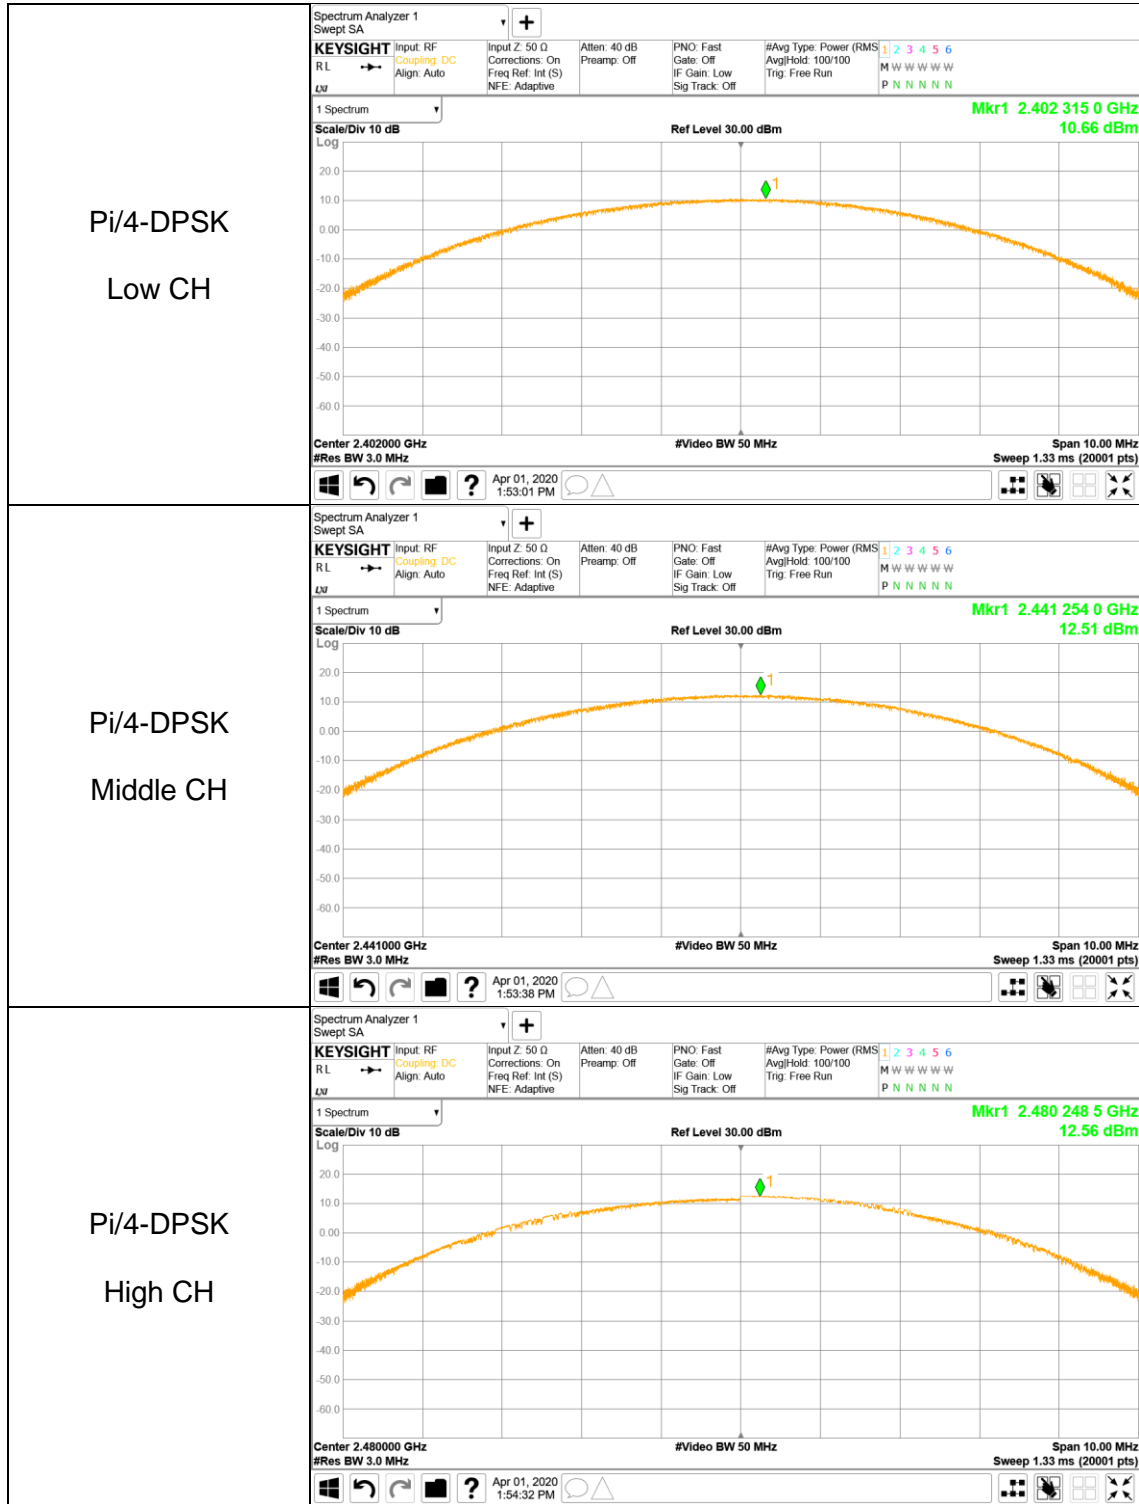 Pi/4-DPSK
Low CH
Spectrum Analyzer 1
Swept SA
+
KEYSIGHT
RL
LXI
Input: RF
Coupling: DC
Align: Auto
Input Z: 50 Ω
Corrections: On
Freq Ref: Int (S)
NFE: Adaptive
Atten: 40 dB
Preamp: Off
PNO: Fast
Gate: Off
IF Gain: Low
Sig Track: Off
#Avg Type: Power (RMS
Avg|Hold: 100/100
Trig: Free Run
1 2 3 4 5 6
M W W W W W
P N N N N N
1 Spectrum
Mkr1 2.402 315 0 GHz
Scale/Div 10 dB
Ref Level 30.00 dBm
10.66 dBm
Log
1
20.0
10.0
0.00
-10.0
-20.0
-30.0
-40.0
-50.0
-60.0
Center 2.402000 GHz
#Video BW 50 MHz
Span 10.00 MHz
#Res BW 3.0 MHz
Sweep 1.33 ms (20001 pts)
?
Apr 01, 2020
1:53:01 PM
Pi/4-DPSK
Middle CH
Spectrum Analyzer 1
Swept SA
+
KEYSIGHT
RL
LXI
Input: RF
Coupling: DC
Align: Auto
Input Z: 50 Ω
Corrections: On
Freq Ref: Int (S)
NFE: Adaptive
Atten: 40 dB
Preamp: Off
PNO: Fast
Gate: Off
IF Gain: Low
Sig Track: Off
#Avg Type: Power (RMS
Avg|Hold: 100/100
Trig: Free Run
1 2 3 4 5 6
M W W W W W
P N N N N N
1 Spectrum
Mkr1 2.441 254 0 GHz
Scale/Div 10 dB
Ref Level 30.00 dBm
12.51 dBm
Log
1
20.0
10.0
0.00
-10.0
-20.0
-30.0
-40.0
-50.0
-60.0
Center 2.441000 GHz
#Video BW 50 MHz
Span 10.00 MHz
#Res BW 3.0 MHz
Sweep 1.33 ms (20001 pts)
?
Apr 01, 2020
1:53:38 PM
Pi/4-DPSK
High CH
Spectrum Analyzer 1
Swept SA
+
KEYSIGHT
RL
LXI
Input: RF
Coupling: DC
Align: Auto
Input Z: 50 Ω
Corrections: On
Freq Ref: Int (S)
NFE: Adaptive
Atten: 40 dB
Preamp: Off
PNO: Fast
Gate: Off
IF Gain: Low
Sig Track: Off
#Avg Type: Power (RMS
Avg|Hold: 100/100
Trig: Free Run
1 2 3 4 5 6
M W W W W W
P N N N N N
1 Spectrum
Mkr1 2.480 248 5 GHz
Scale/Div 10 dB
Ref Level 30.00 dBm
12.56 dBm
Log
1
20.0
10.0
0.00
-10.0
-20.0
-30.0
-40.0
-50.0
-60.0
Center 2.480000 GHz
#Video BW 50 MHz
Span 10.00 MHz
#Res BW 3.0 MHz
Sweep 1.33 ms (20001 pts)
?
Apr 01, 2020
1:54:32 PM